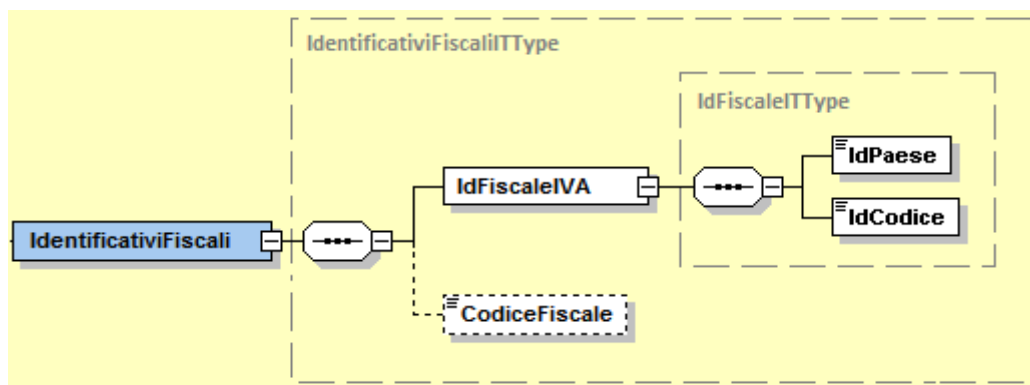 IdentificativiFiscaliITType
IdFiscaleITType
IdPaese
IdFiscaleIVA
IdCodice
IdentificativiFiscali
CodiceFiscale